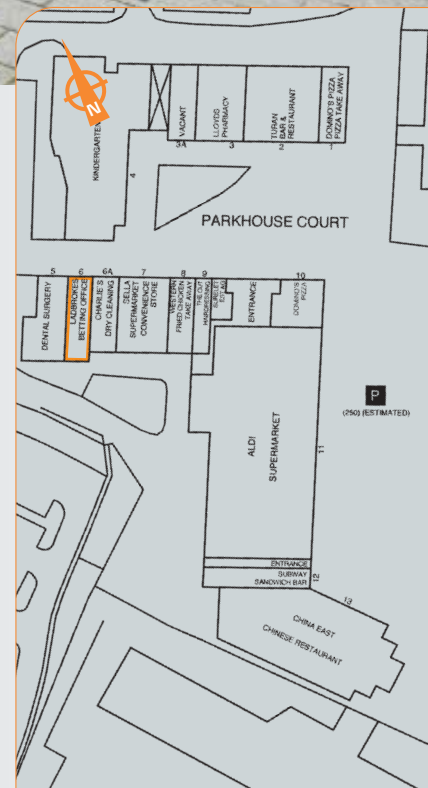 N
KINDERGARTEN
4
VACANT
3A
LLOYDS
PHARMACY
3
TURAN
BAR &
RESTAURANT
2
DOMINO'S PIZZA
PIZZA TAKE AWAY
1
PARKHOUSE COURT
5
DENTAL SURGERY
6
LADBROKES
BETTING OFFICE
6A
CHARLIE'S
DRY CLEANING
7
DELLA
SUPERMARKET
CONVENIENCE
STORE
8
WESTERN
FRIED CHICKEN
TAKE AWAY
9
THE CUT
HAIRDRESSING
EST AG
ENTRANCE
10
DOMINO'S
PIZZA
P
(250) (ESTIMATED)
ALDI
SUPERMARKET
11
ENTRANCE
SUBWAY
SANDWICH BAR
12
13
CHINA EAST
CHINESE RESTAURANT